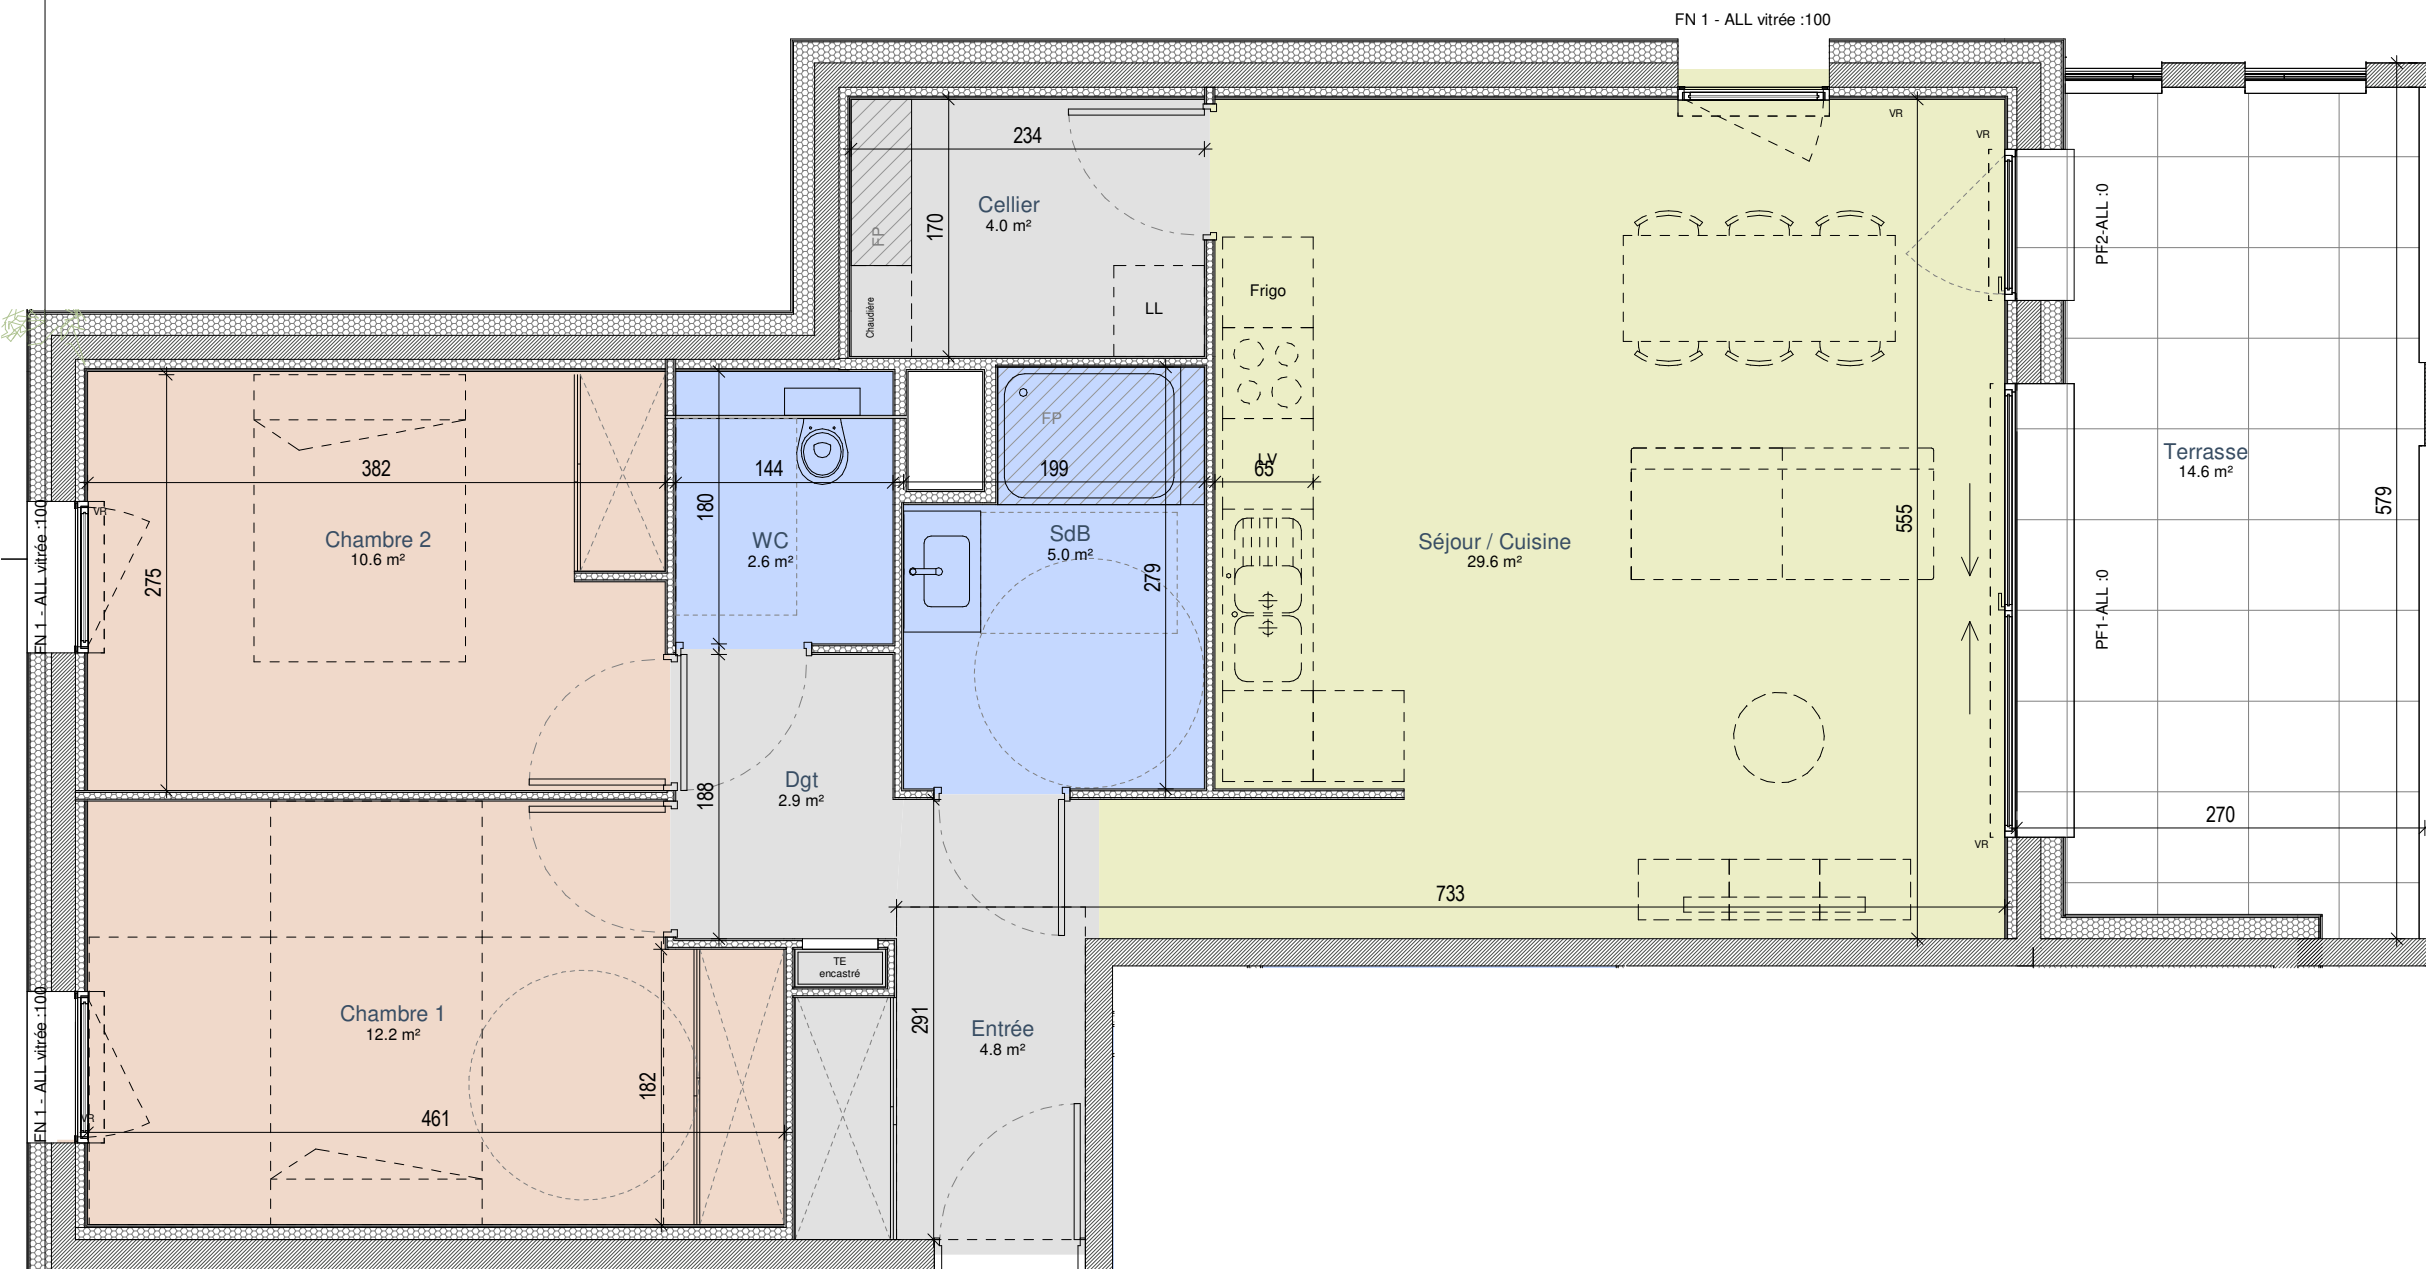 FN 1 - ALL vitrée :100
VR
VR
234
Cellier
4.0 m²
170
FP
PF2-ALL :0
Frigo
LL
Chaudière
FP
382
144
199
LV
65
Terrasse
14.6 m²
579
180
555
FN 1 - ALL vitrée :100
VR
Chambre 2
10.6 m²
WC
2.6 m²
SdB
5.0 m²
Séjour / Cuisine
29.6 m²
275
279
PF1-ALL :0
Dgt
2.9 m²
188
270
VR
733
TE
encastré
Chambre 1
12.2 m²
291
Entrée
4.8 m²
FN 1 - ALL vitrée :100
182
VR
461